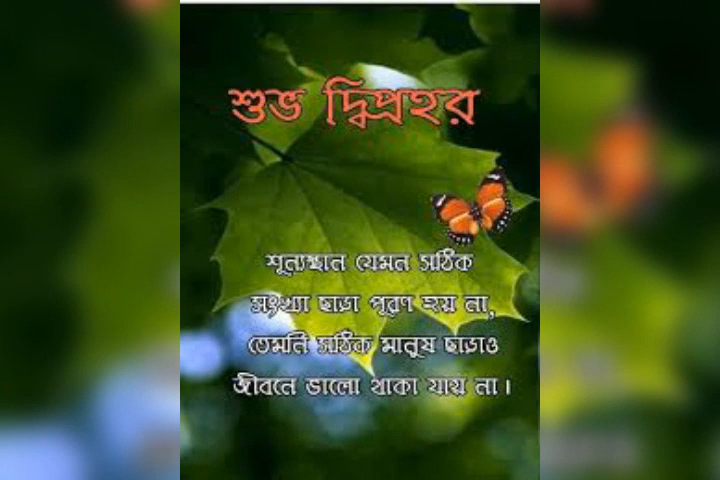 শুভ দ্বিপ্রহর
শূন্যস্থান যেমন সঠিক
সংখ্যা ছাড়া পূরণ হয় না,
তেমনি সঠিক মানুষ ছাড়াও
জীবনে ভালো থাকা যায় না।